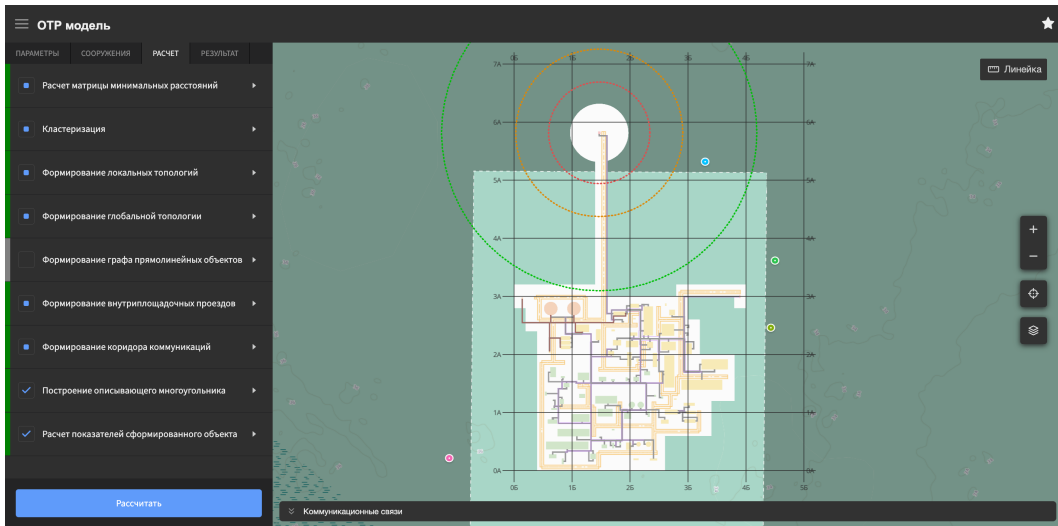 ОТР модель
ПАРАМЕТРЫ СООРУЖЕНИЯ РАСЧЕТ РЕЗУЛЬТАТ
Расчет матрицы минимальных расстояний
Кластеризация
Формирование локальных топологий
Формирование глобальной топологии
Формирование графа прямолинейных объектов
Формирование внутриплощадочных проездов
Формирование коридора коммуникаций
Построение описывающего многоугольника
Расчет показателей сформированного объекта
Рассчитать
Линейка
0Б 1Б 2Б 3Б 4Б
7А 7А
6А 6А
5А 5А
4А 4А
3А 3А
2А 2А
1А 1А
0А 0А
0Б 1Б 2Б 3Б 4Б 5Б
Коммуникационные связи